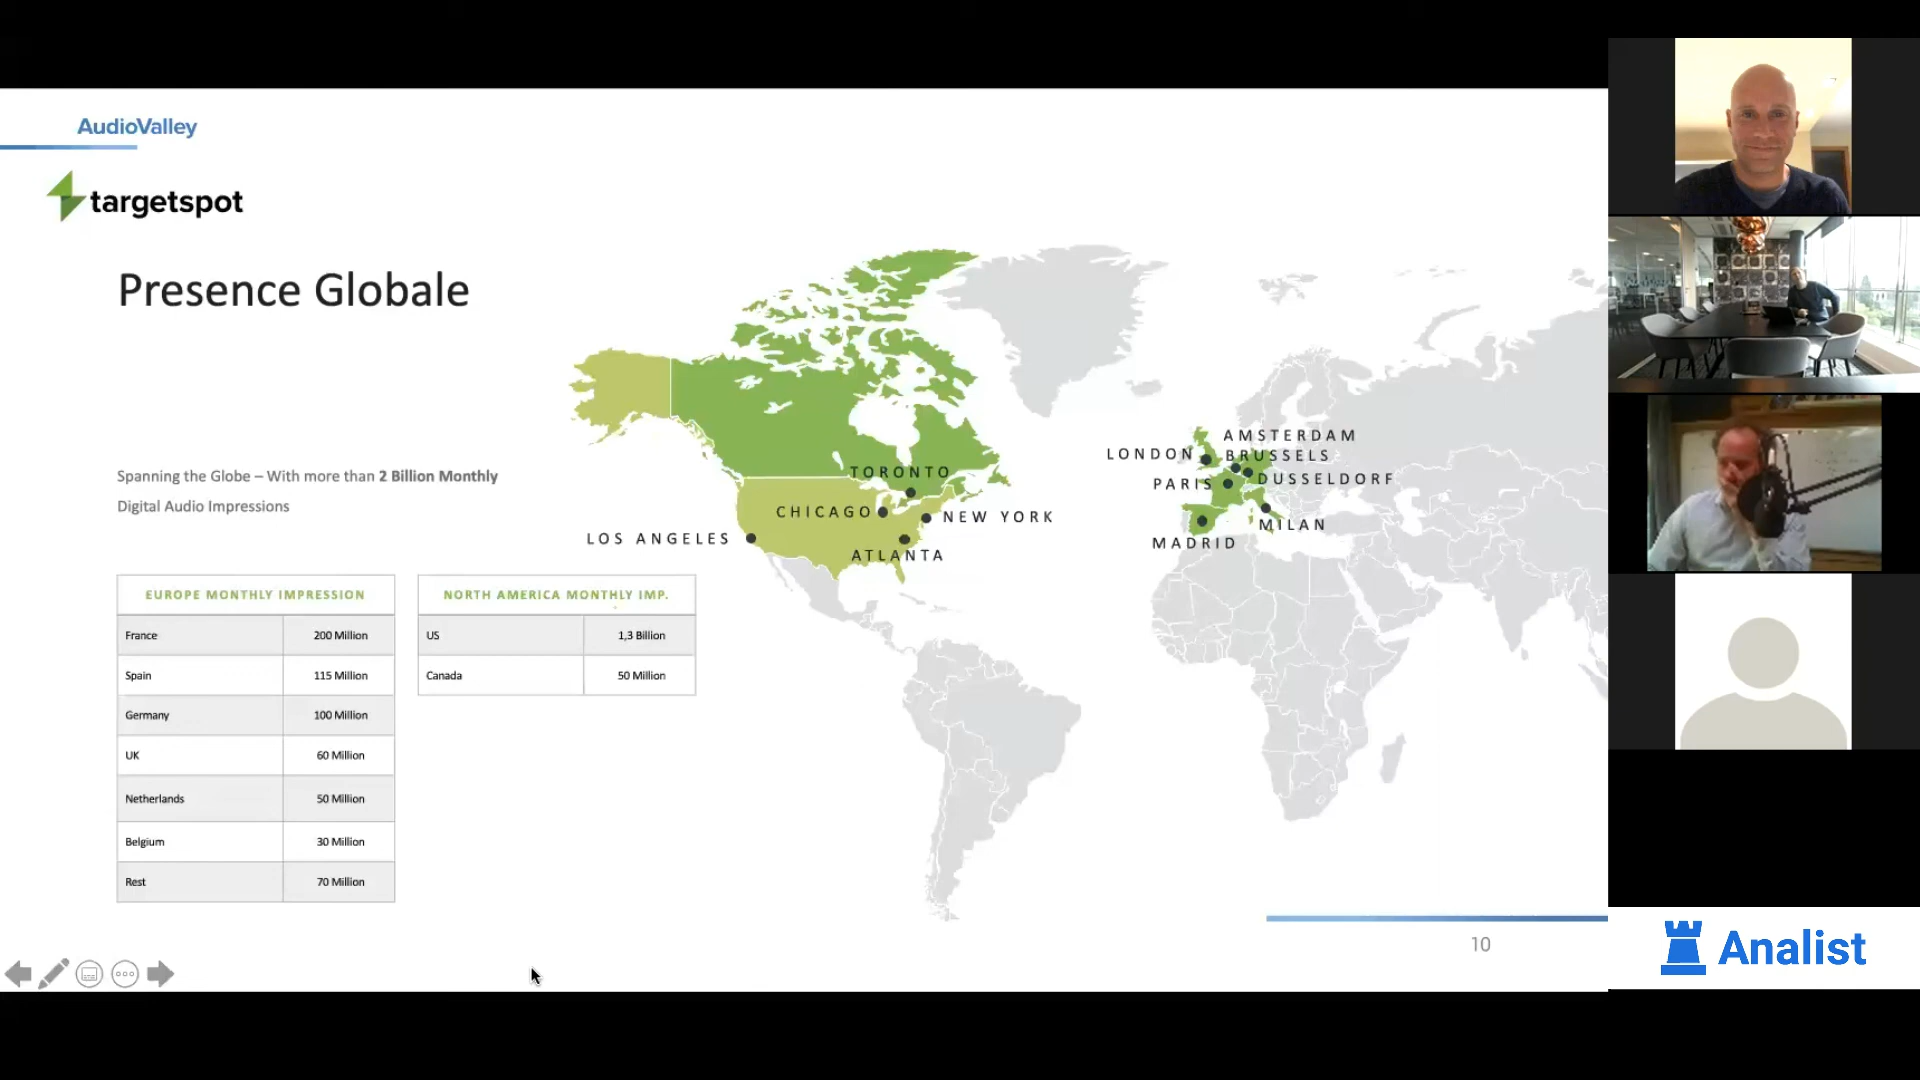 AudioValley
targetspot
Presence Globale
Spanning the Globe – With more than 2 Billion Monthly
Digital Audio Impressions
EUROPE MONTHLY IMPRESSION
France 200 Million
Spain 115 Million
Germany 100 Million
UK 60 Million
Netherlands 50 Million
Belgium 30 Million
Rest 70 Million
NORTH AMERICA MONTHLY IMP.
US 1,3 Billion
Canada 50 Million
TORONTO
CHICAGO
NEW YORK
LOS ANGELES
ATLANTA
AMSTERDAM
LONDON
BRUSSELS
PARIS
DUSSELDORF
MILAN
MADRID
10
Analist